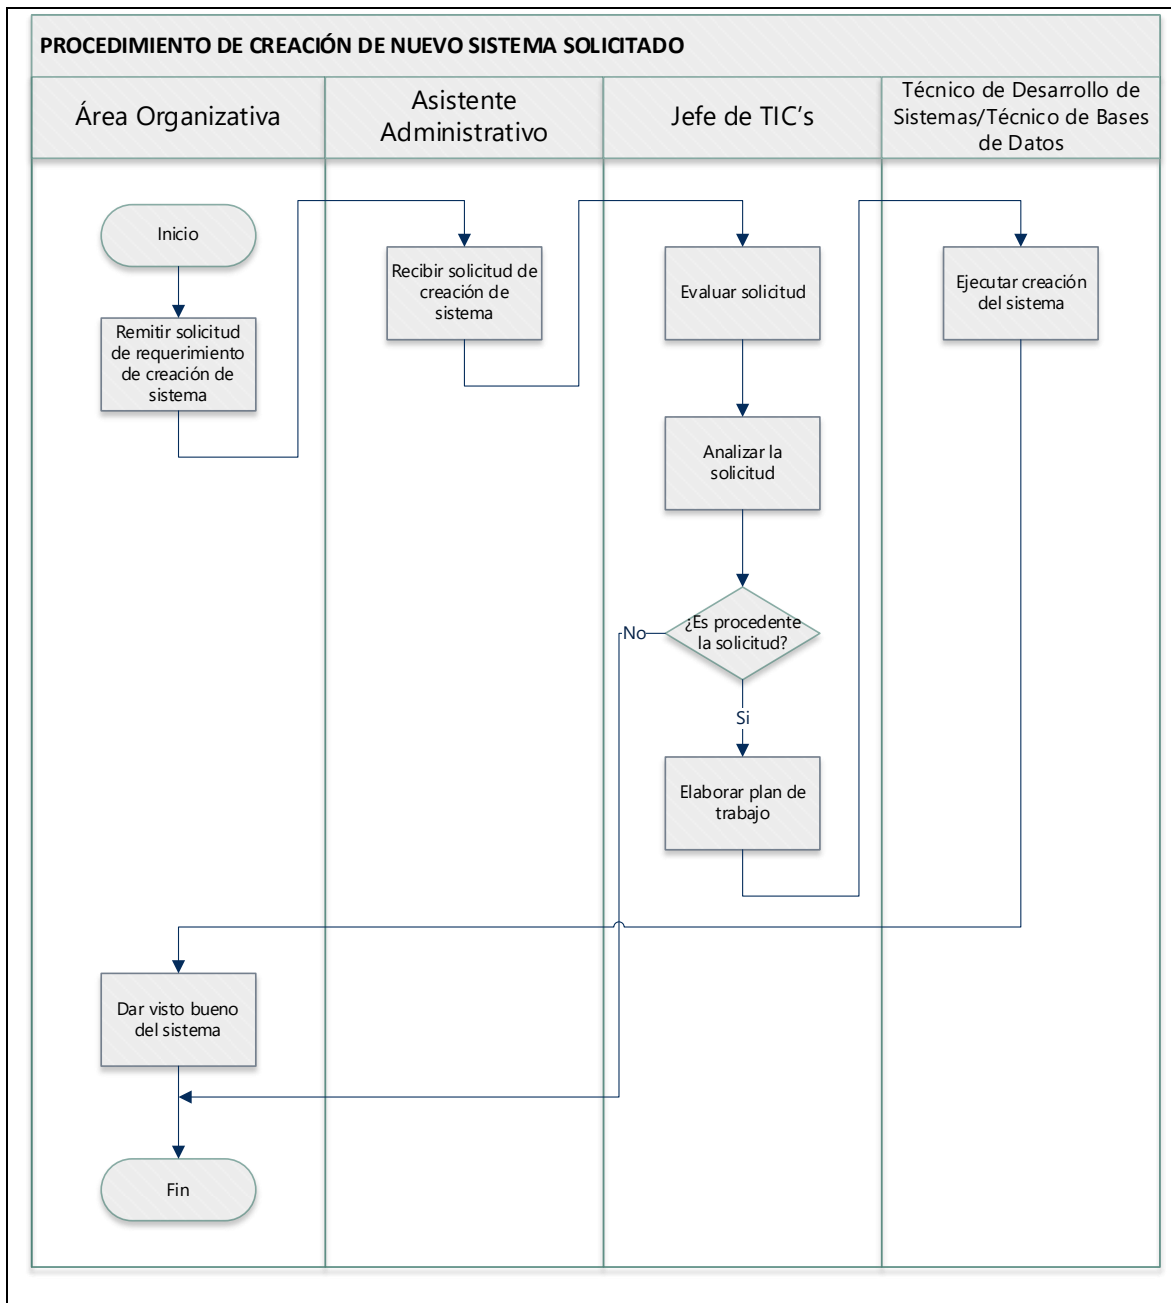 PROCEDIMIENTO DE CREACIÓN DE NUEVO SISTEMA SOLICITADO
Área Organizativa
Asistente
Administrativo
Jefe de TIC's
Técnico de Desarrollo de
Sistemas/Técnico de Bases
de Datos
Inicio
Remitir solicitud
de requerimiento
de creación de
sistema
Recibir solicitud de
creación de
sistema
Evaluar solicitud
Ejecutar creación
del sistema
Analizar la
solicitud
¿Es procedente
la solicitud?
No
Si
Elaborar plan de
trabajo
Dar visto bueno
del sistema
Fin